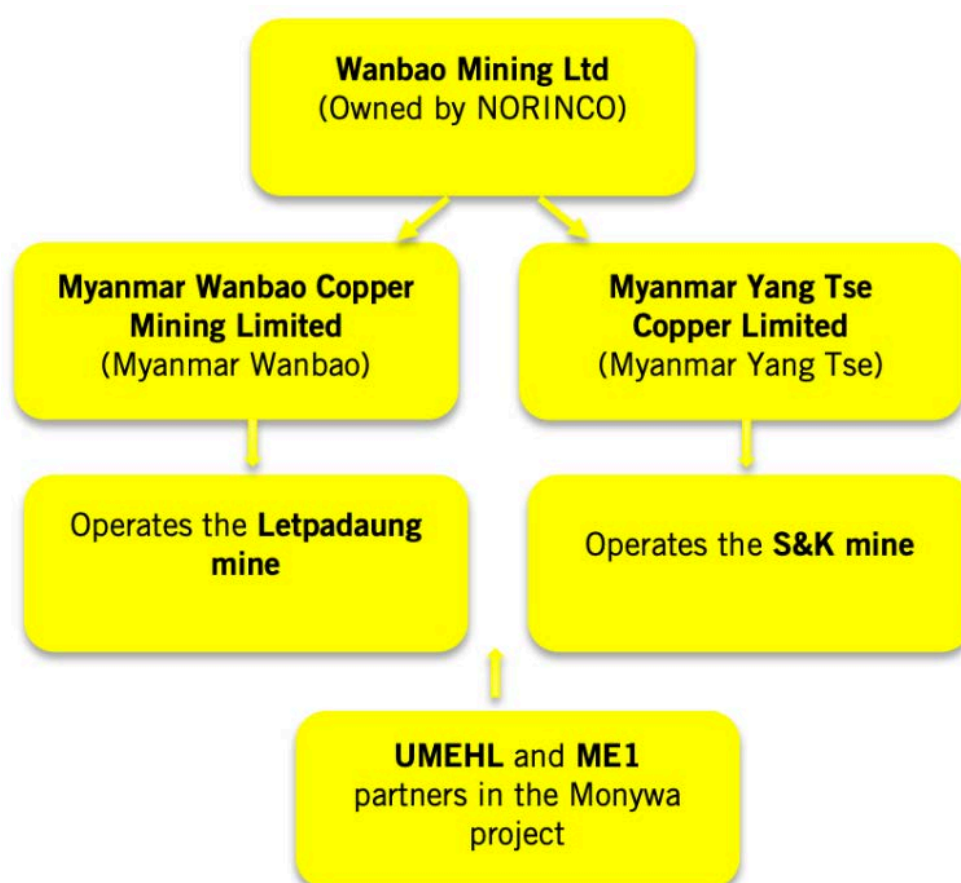 Wanbao Mining Ltd
(Owned by NORINCO)
Myanmar Wanbao Copper
Mining Limited
(Myanmar Wanbao)
Myanmar Yang Tse
Copper Limited
(Myanmar Yang Tse)
Operates the Letpadaung
mine
Operates the S&K mine
UMEHL and ME1
partners in the Monywa
project